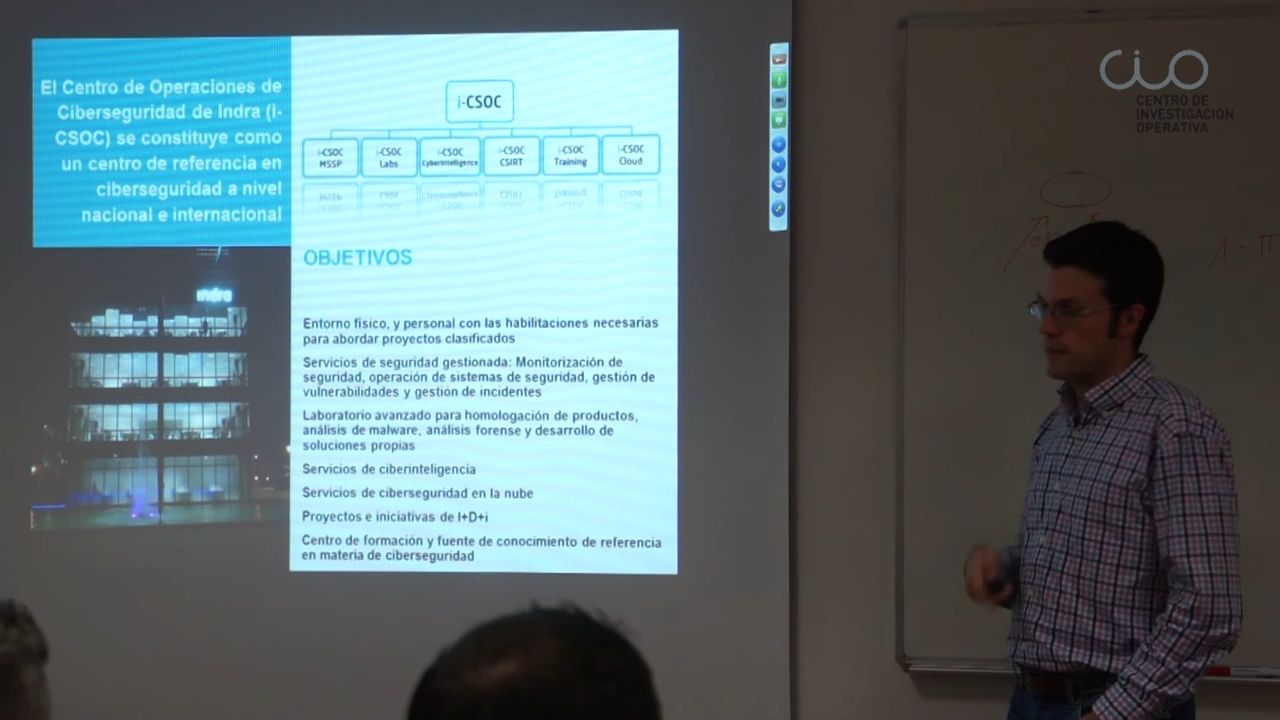 El Centro de Operaciones de
Ciberseguridad de Indra (i-
CSOC) se constituye como
un centro de referencia en
ciberseguridad a nivel
nacional e internacional
i-CSOC
i-CSOC
MSSP
i-CSOC
Labs
i-CSOC
Cyberintelligence
i-CSOC
CSIRT
i-CSOC
Training
i-CSOC
Cloud
indra
OBJETIVOS
Entorno físico, y personal con las habilitaciones necesarias
para abordar proyectos clasificados
Servicios de seguridad gestionada: Monitorización de
seguridad, operación de sistemas de seguridad, gestión de
vulnerabilidades y gestión de incidentes
Laboratorio avanzado para homologación de productos,
análisis de malware, análisis forense y desarrollo de
soluciones propias
Servicios de ciberinteligencia
Servicios de ciberseguridad en la nube
Proyectos e iniciativas de I+D+i
Centro de formación y fuente de conocimiento de referencia
en materia de ciberseguridad
CIO
CENTRO DE
INVESTIGACION
OPERATIVA